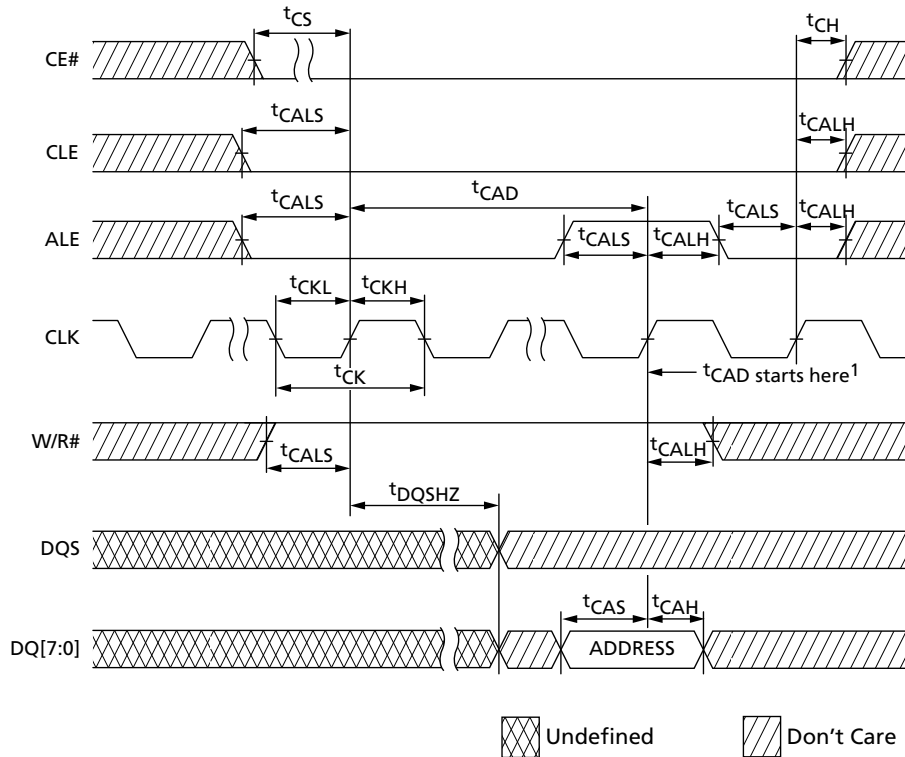 tCS
tCH
CE#
tCALS
tCALH
CLE
tCALS
tCAD
tCALS
tCALH
ALE
tCALS
tCALH
tCKL
tCKH
CLK
tCK
tCAD starts here1
W/R#
tCALS
tCALH
tDQSHZ
DQS
tCAS
tCAH
DQ[7:0]
ADDRESS
Undefined
Don't Care